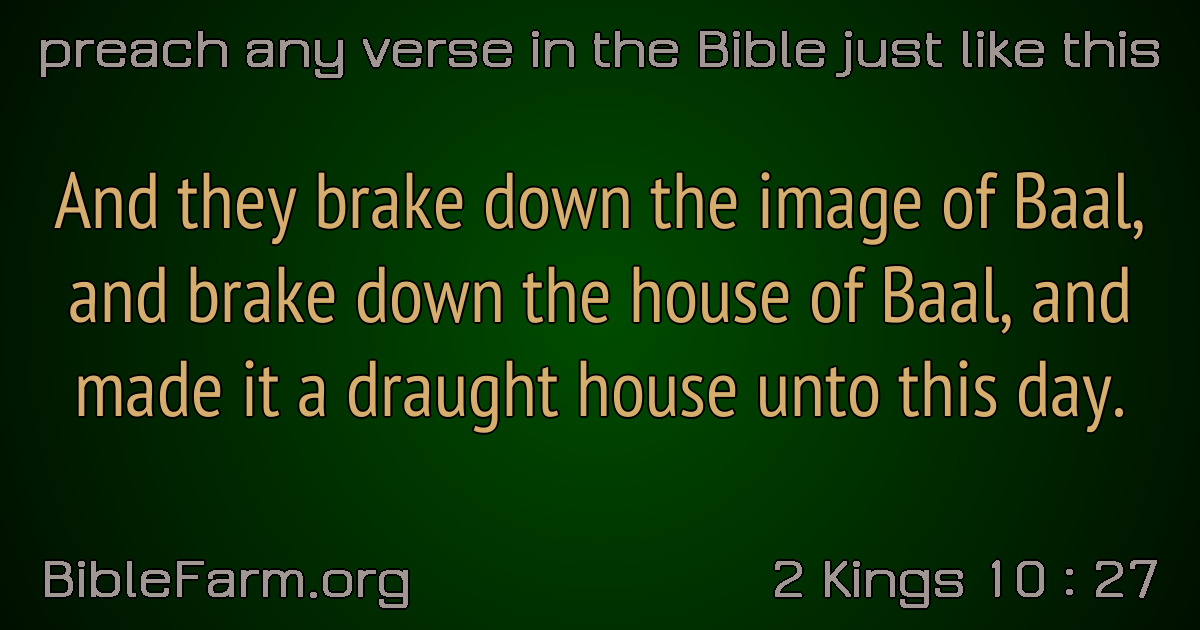 preach any verse in the Bible just like this
And they brake down the image of Baal,
and brake down the house of Baal, and
made it a draught house unto this day.
BibleFarm.org
2 Kings 10 : 27